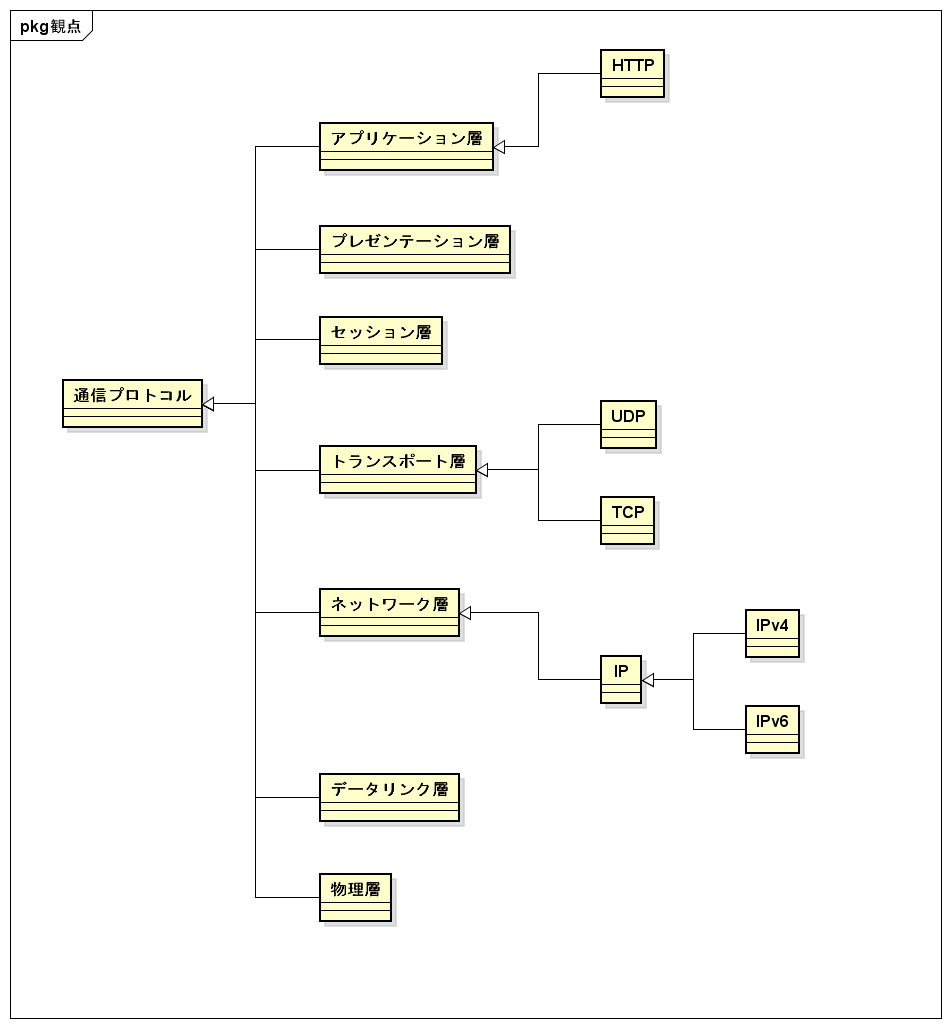 pkg観点
HTTP
アプリケーション層
プレゼンテーション層
セッション層
通信プロトコル
UDP
トランスポート層
TCP
ネットワーク層
IPv4
IP
IPv6
データリンク層
物理層